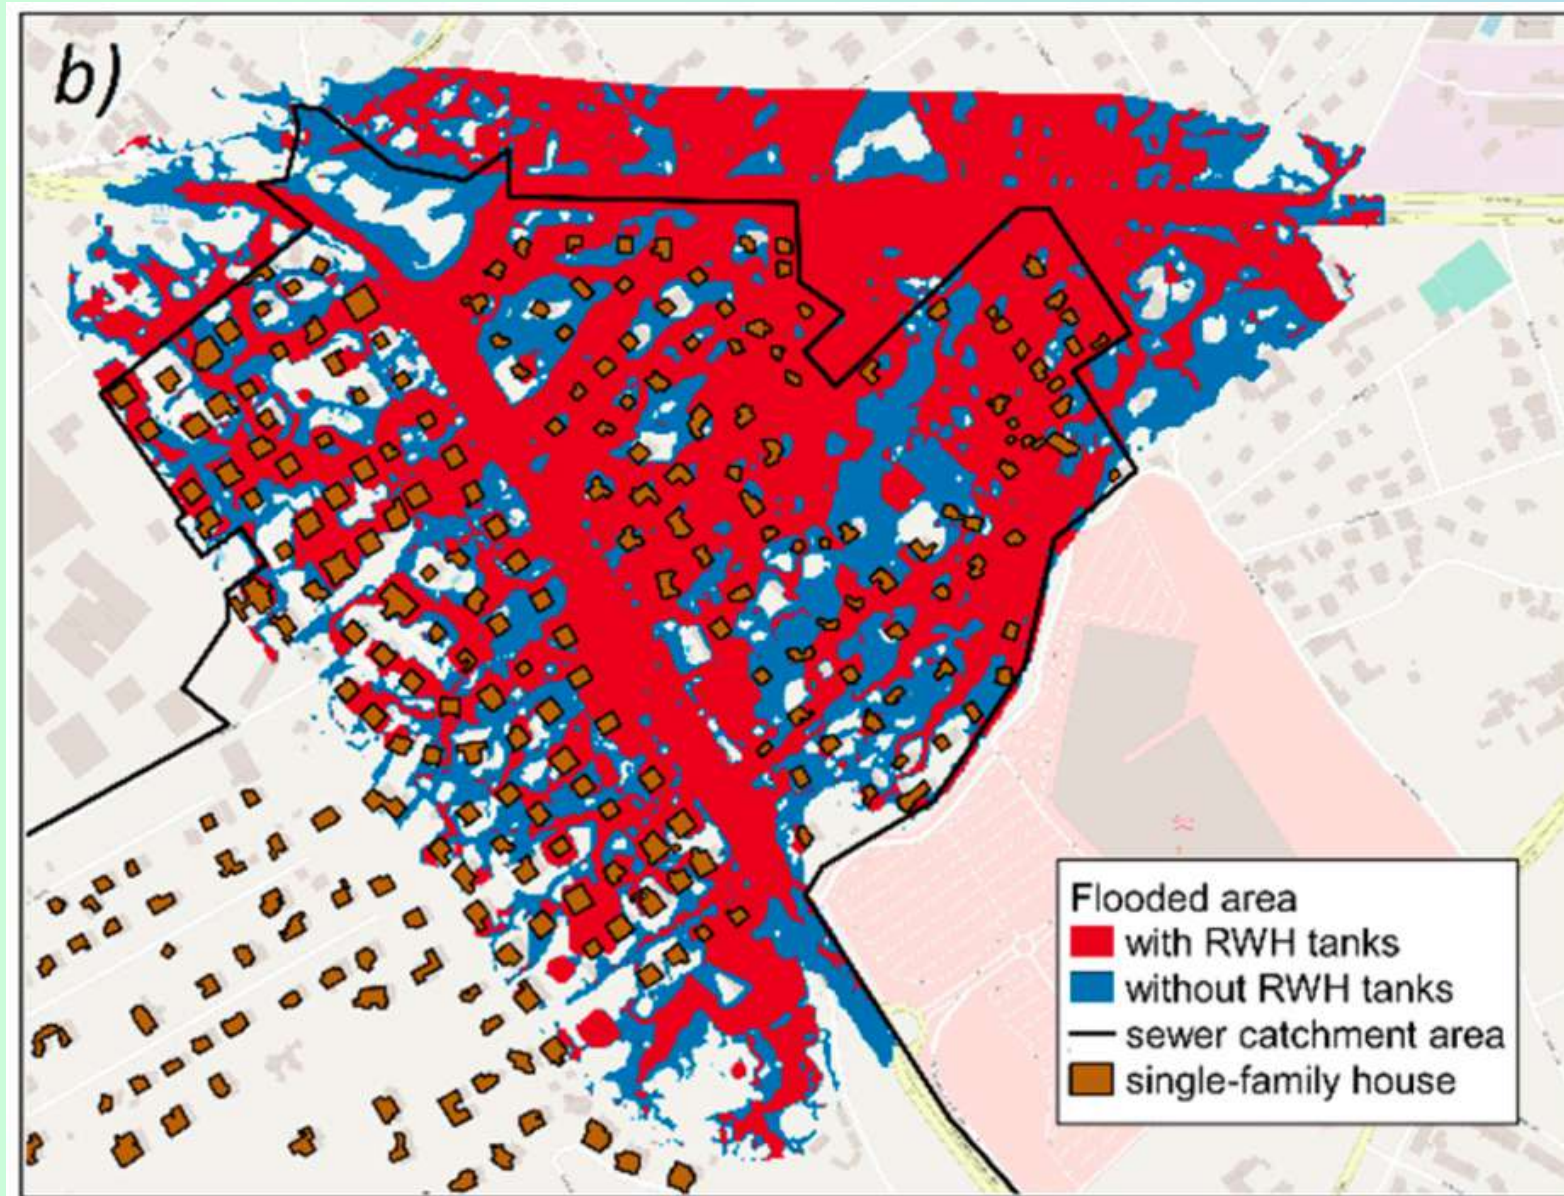 b)
Flooded area
with RWH tanks
without RWH tanks
sewer catchment area
single-family house